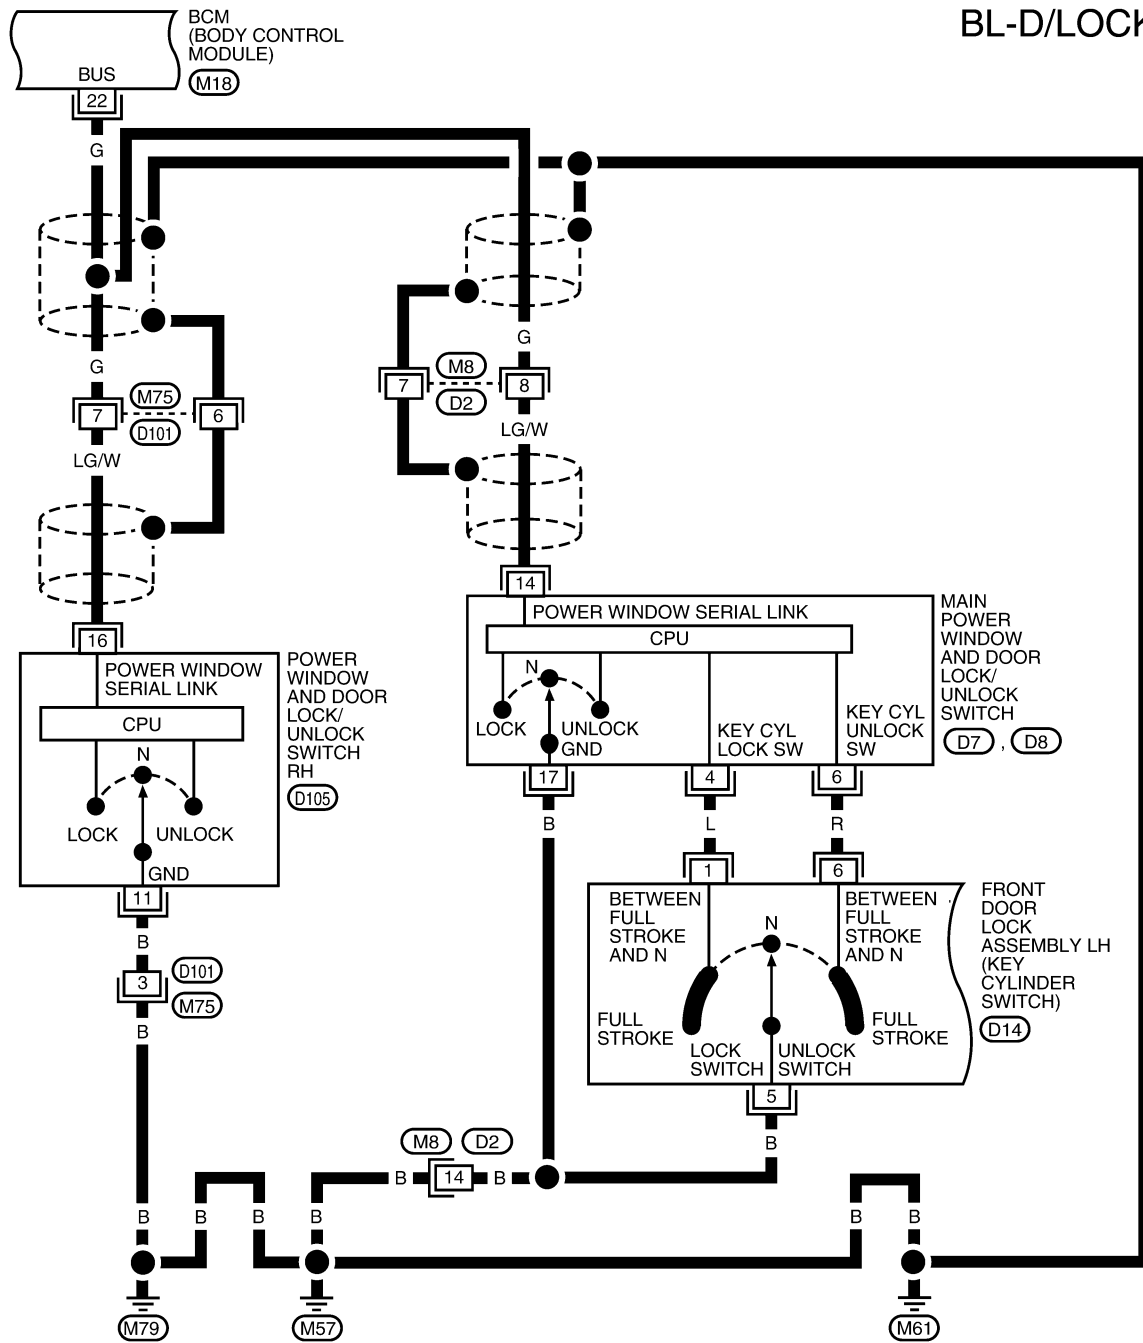 BCM
(BODY CONTROL
MODULE)
M18
BL-D/LOCK
BUS
22
G
G
G
M75
7
6
D101
LG/W
M8
7
8
D2
LG/W
14
POWER WINDOW SERIAL LINK
CPU
N
LOCK
UNLOCK
GND
KEY CYL
LOCK SW
KEY CYL
UNLOCK
SW
MAIN
POWER
WINDOW
AND DOOR
LOCK/
UNLOCK
SWITCH
D7 , D8
16
POWER WINDOW
SERIAL LINK
CPU
N
LOCK
UNLOCK
GND
POWER
WINDOW
AND DOOR
LOCK/
UNLOCK
SWITCH
RH
D105
17
4
6
B
L
R
1
6
11
B
3
D101
M75
B
BETWEEN
FULL
STROKE
AND N
N
BETWEEN
FULL
STROKE
AND N
FULL
STROKE
LOCK
SWITCH
UNLOCK
SWITCH
FULL
STROKE
FRONT
DOOR
LOCK
ASSEMBLY LH
(KEY
CYLINDER
SWITCH)
D14
5
B
M8
D2
B
14
B
B
B
B
B
B
B
M79
M57
M61